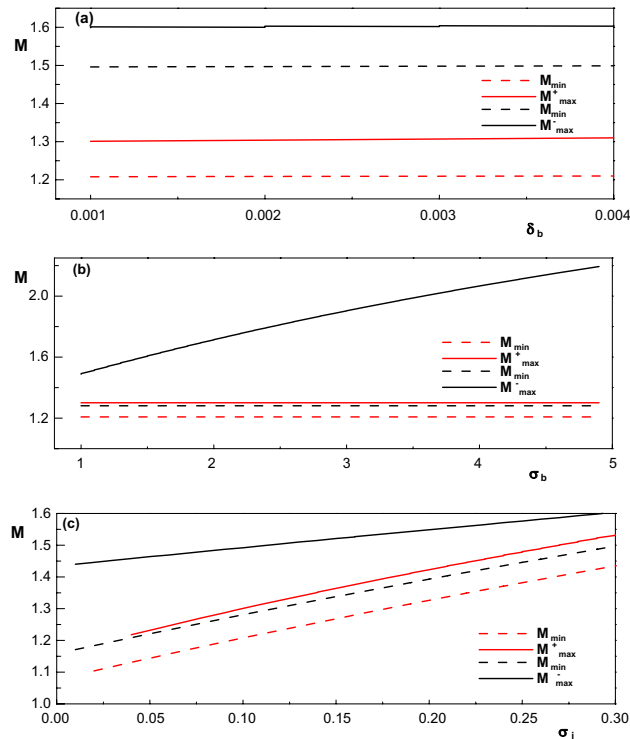 (a)
M
1.6
1.5
1.4
1.3
1.2
M_min
M^+_max
M_min
M^-_max
0.001 0.002 0.003 0.004
δ_b
(b)
M
2.0
1.6
1.2
M_min
M^+_max
M_min
M^-_max
1 2 3 4 5
σ_b
(c)
M
1.6
1.5
1.4
1.3
1.2
1.1
1.0
M_min
M^+_max
M_min
M^-_max
0.00 0.05 0.10 0.15 0.20 0.25 0.30
σ_i